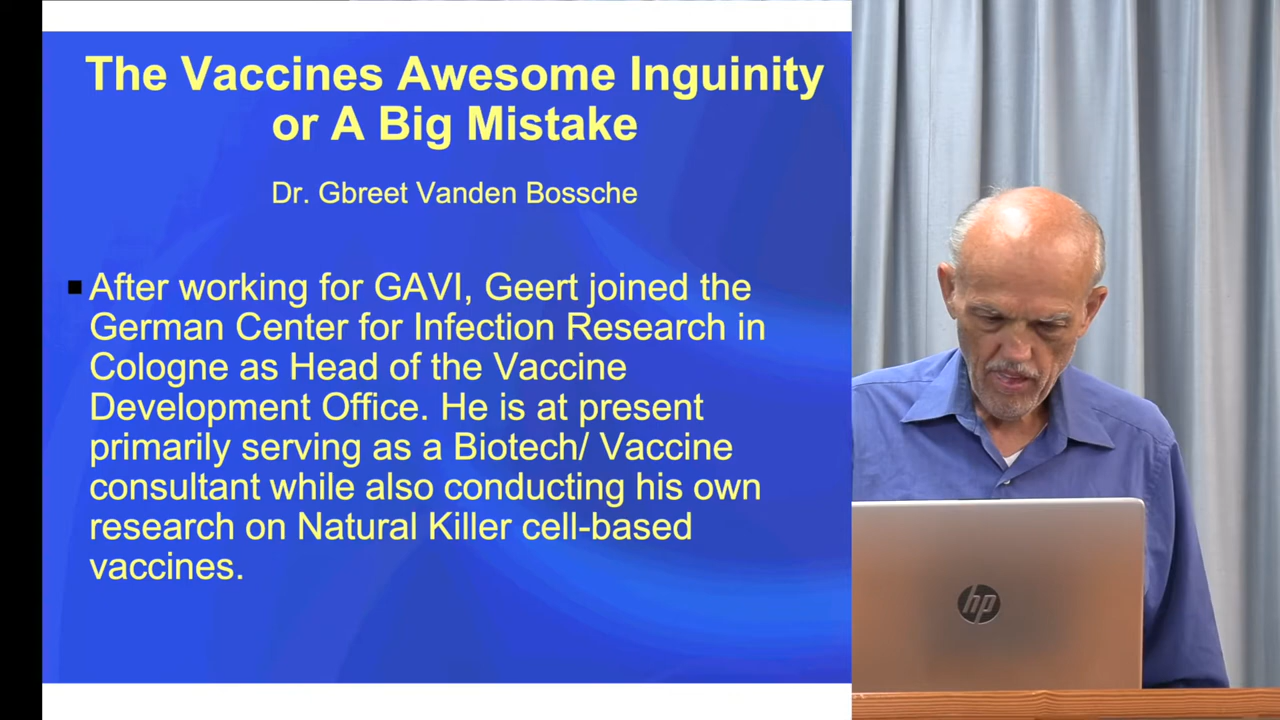 The Vaccines Awesome Inguinity
or A Big Mistake
Dr. Gbreet Vanden Bossche
After working for GAVI, Geert joined the
German Center for Infection Research in
Cologne as Head of the Vaccine
Development Office. He is at present
primarily serving as a Biotech/ Vaccine
consultant while also conducting his own
research on Natural Killer cell-based
vaccines.
hp